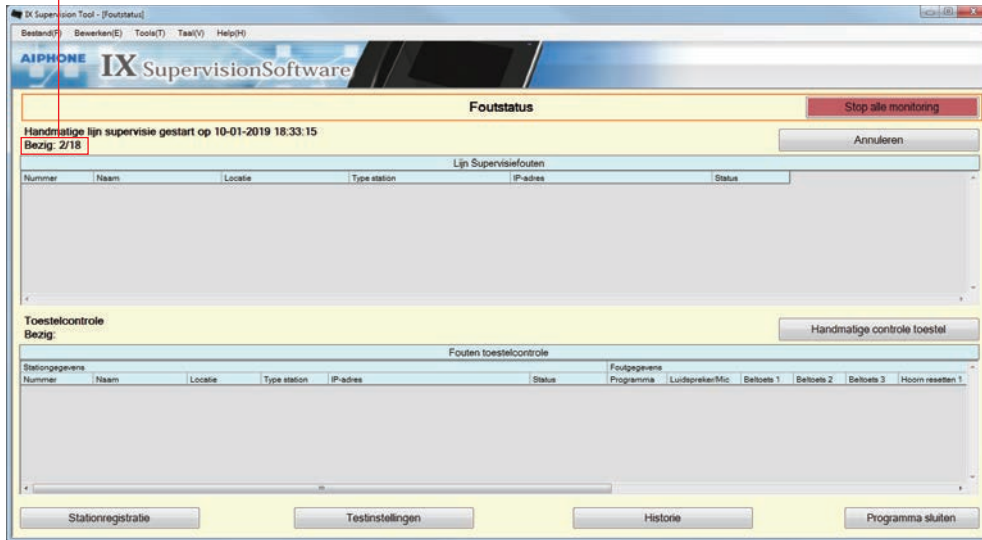 IX Supervision Tool - [Foutstatus]
Bestand(F) Bewerken(E) Tools(T) Taal(V) Help(H)
AIPHONE IX SupervisionSoftware
Foutstatus
Stop alle monitoring
Handmatige lijn supervisie gestart op 10-01-2019 18:33:15
Bezig: 2/18
Annuleren
Lijn Supervisiefouten
Nummer Naam Locatie Type station IP-adres Status
Toestelcontrole
Bezig:
Handmatige controle toestel
Fouten toestelcontrole
Stationgegevens Foutgegevens
Nummer Naam Locatie Type station IP-adres Status Programma Luidspreker/Mic Beltoets 1 Beltoets 2 Beltoets 3 Hoorn resetten 1
Stationregistratie Testinstellingen Historie Programma sluiten